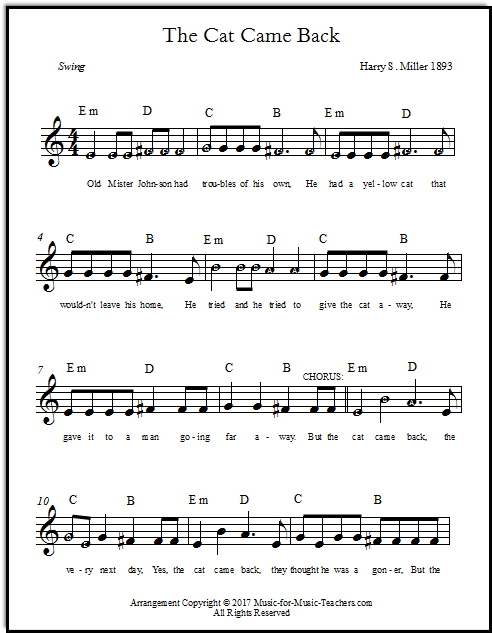 The Cat Came Back
Swing
Harry S. Miller 1893
Em D C B Em D
4 4
Old Mister John-son had trou-bles of his own, He had a yel-low cat that
4
C B Em D C B
would-n't leave his home, He tried and he tried to give the cat a-way, He
7
Em D C B CHORUS: Em D
gave it to a man go-ing far a-way. But the cat came back, the
10
C B Em D C B
ve-ry next day, Yes, the cat came back, they thought he was a gon-er, But the
Arrangement Copyright © 2017 Music-for-Music-Teachers.com
All Rights Reserved